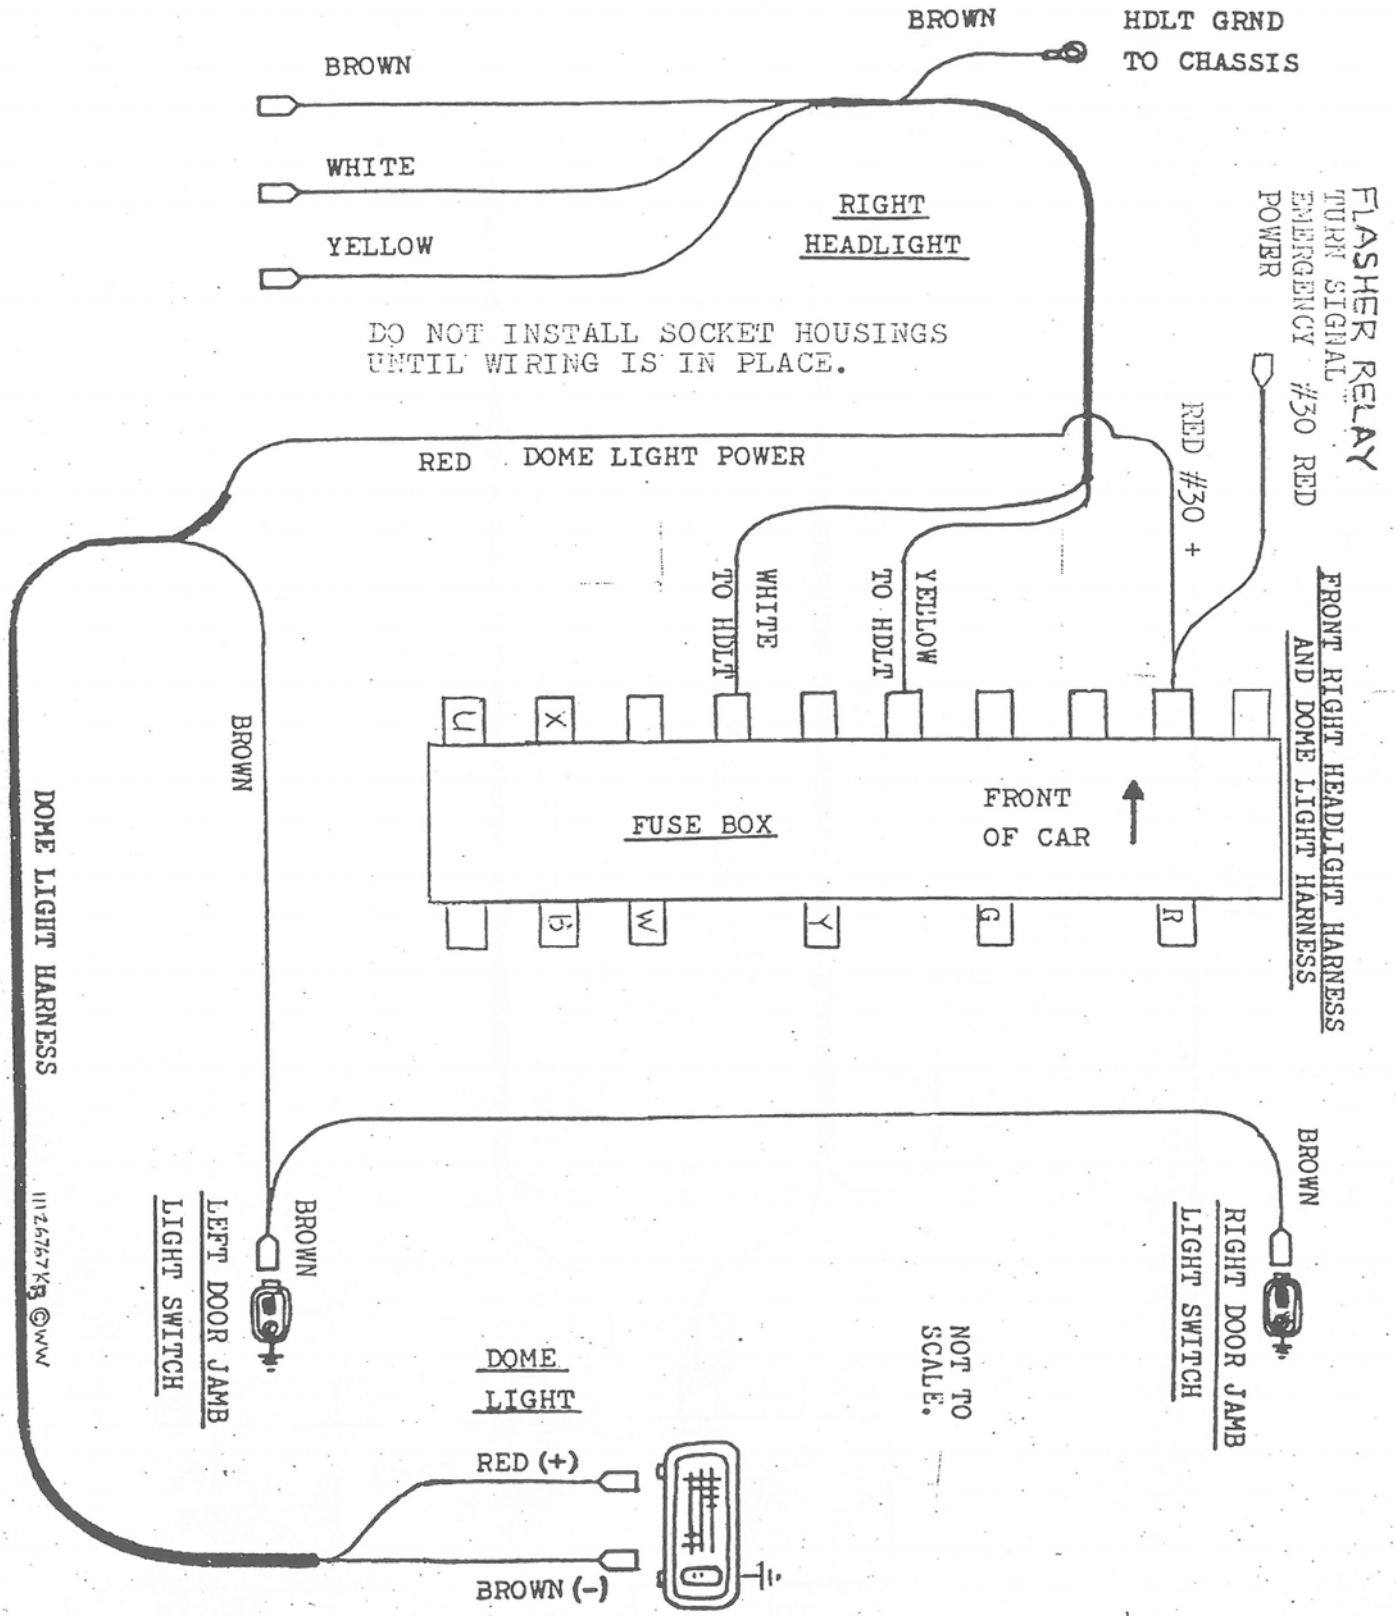 BROWN
HDLT GRND
TO CHASSIS
BROWN
WHITE
YELLOW
RIGHT
HEADLIGHT
DO NOT INSTALL SOCKET HOUSINGS
UNTIL WIRING IS IN PLACE.
FLASHER RELAY
TURN SIGNAL
EMERGENCY #30 RED
POWER
RED #30 +
RED DOME LIGHT POWER
WHITE
TO HDLT
YELLOW
TO HDLT
FRONT RIGHT HEADLIGHT HARNESS
AND DOME LIGHT HARNESS
U
X
FUSE BOX
FRONT
OF CAR
W
Y
G
R
BROWN
DOME LIGHT HARNESS
BROWN
LEFT DOOR JAMB
LIGHT SWITCH
BROWN
RIGHT DOOR JAMB
LIGHT SWITCH
NOT TO
SCALE.
DOME
LIGHT
RED (+)
BROWN (-)
©WW